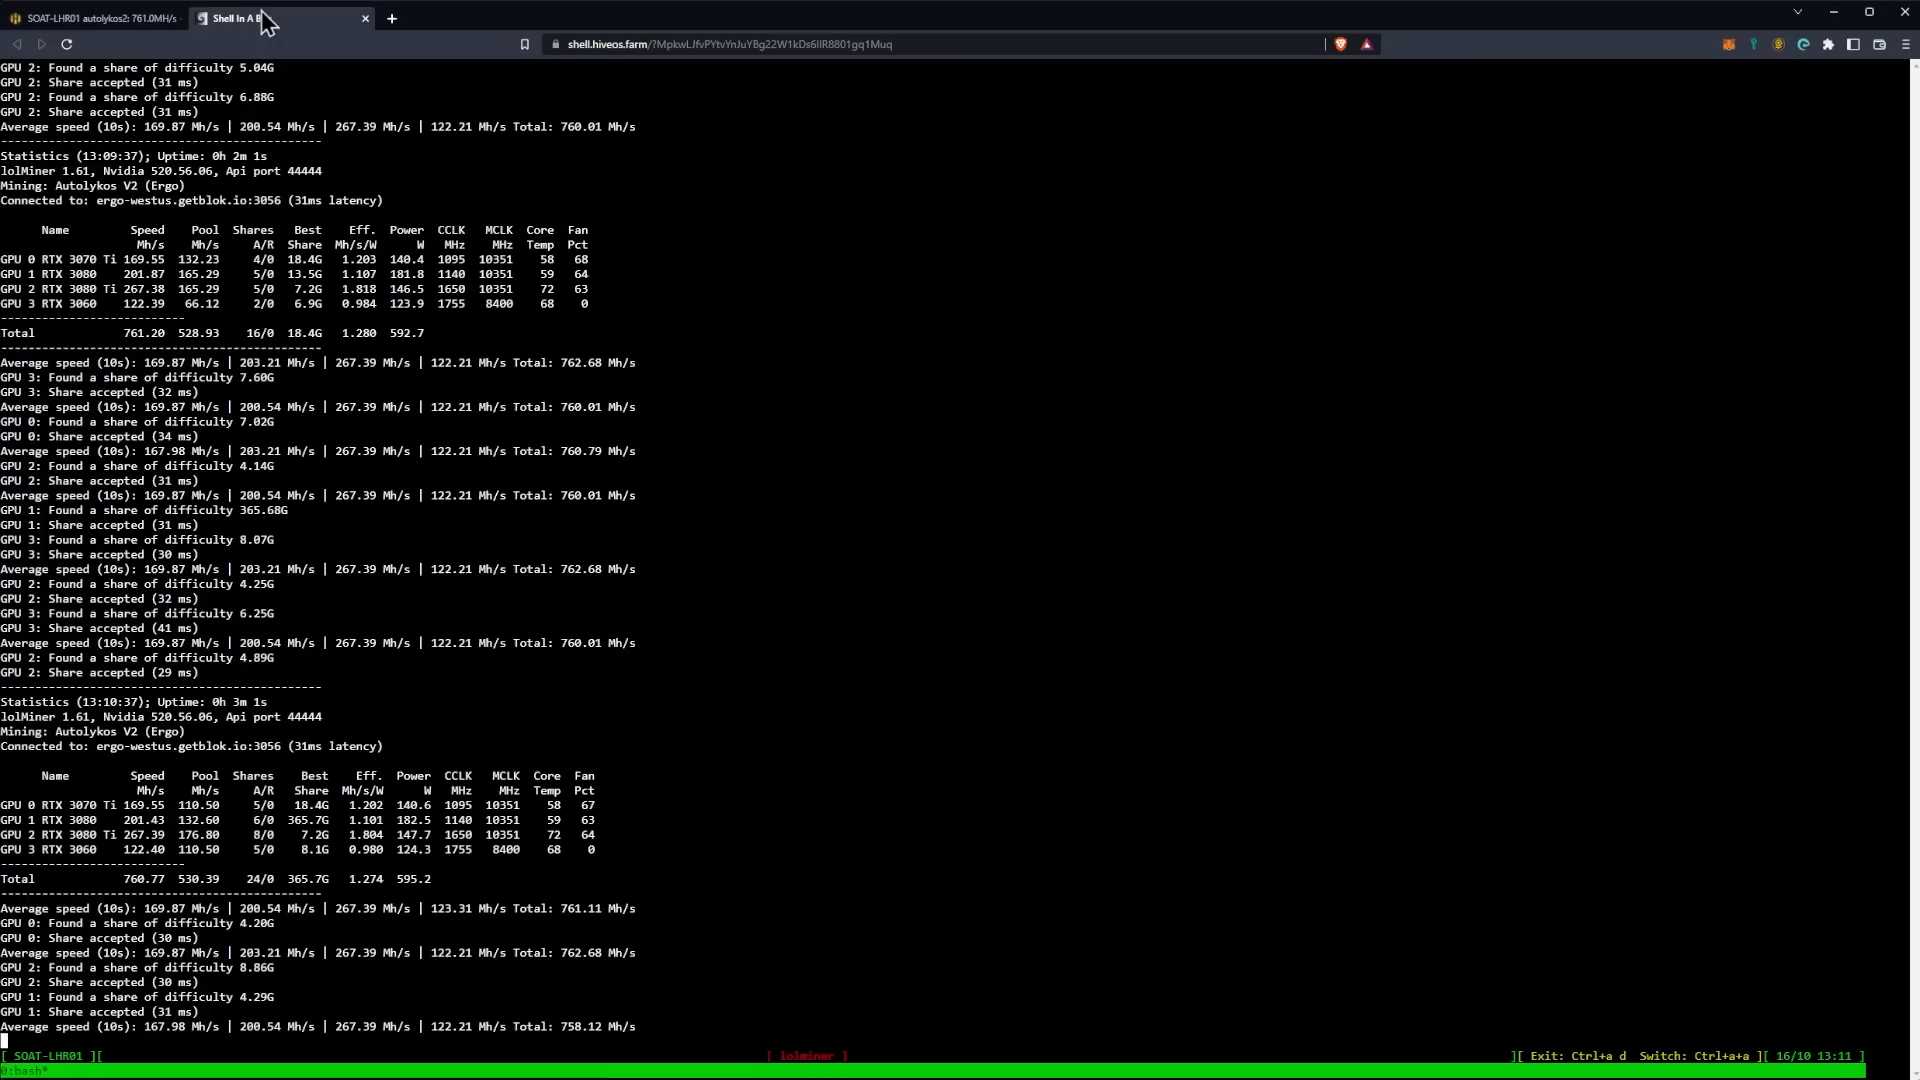 SOAT-LHR01 autolykos2: 761.0MH/s -
Shell In A B
shell.hiveos.farm/?MpkwLJfvPYtvYnJuYBg22W1kDs6IlR8801gq1Muq
GPU 2: Found a share of difficulty 5.04G
GPU 2: Share accepted (31 ms)
GPU 2: Found a share of difficulty 6.88G
GPU 2: Share accepted (31 ms)
Average speed (10s): 169.87 Mh/s | 200.54 Mh/s | 267.39 Mh/s | 122.21 Mh/s Total: 760.01 Mh/s
-----------------------------------------------
Statistics (13:09:37); Uptime: 0h 2m 1s
lolMiner 1.61, Nvidia 520.56.06, Api port 44444
Mining: Autolykos V2 (Ergo)
Connected to: ergo-westus.getblok.io:3056 (31ms latency)
Name Speed Pool Shares Best Eff. Power CCLK MCLK Core Fan
Mh/s Mh/s A/R Share Mh/s/W W MHz MHz Temp Pct
GPU 0 RTX 3070 Ti 169.55 132.23 4/0 18.4G 1.203 140.4 1095 10351 58 68
GPU 1 RTX 3080 201.87 165.29 5/0 13.5G 1.107 181.8 1140 10351 59 64
GPU 2 RTX 3080 Ti 267.38 165.29 5/0 7.2G 1.818 146.5 1650 10351 72 63
GPU 3 RTX 3060 122.39 66.12 2/0 6.9G 0.984 123.9 1755 8400 68 0
---------------------------
Total 761.20 528.93 16/0 18.4G 1.280 592.7
-----------------------------------------------
Average speed (10s): 169.87 Mh/s | 203.21 Mh/s | 267.39 Mh/s | 122.21 Mh/s Total: 762.68 Mh/s
GPU 3: Found a share of difficulty 7.60G
GPU 3: Share accepted (32 ms)
Average speed (10s): 169.87 Mh/s | 200.54 Mh/s | 267.39 Mh/s | 122.21 Mh/s Total: 760.01 Mh/s
GPU 0: Found a share of difficulty 7.02G
GPU 0: Share accepted (34 ms)
Average speed (10s): 167.98 Mh/s | 203.21 Mh/s | 267.39 Mh/s | 122.21 Mh/s Total: 760.79 Mh/s
GPU 2: Found a share of difficulty 4.14G
GPU 2: Share accepted (31 ms)
Average speed (10s): 169.87 Mh/s | 200.54 Mh/s | 267.39 Mh/s | 122.21 Mh/s Total: 760.01 Mh/s
GPU 1: Found a share of difficulty 365.68G
GPU 1: Share accepted (31 ms)
GPU 3: Found a share of difficulty 8.07G
GPU 3: Share accepted (30 ms)
Average speed (10s): 169.87 Mh/s | 203.21 Mh/s | 267.39 Mh/s | 122.21 Mh/s Total: 762.68 Mh/s
GPU 2: Found a share of difficulty 4.25G
GPU 2: Share accepted (32 ms)
GPU 3: Found a share of difficulty 6.25G
GPU 3: Share accepted (41 ms)
Average speed (10s): 169.87 Mh/s | 200.54 Mh/s | 267.39 Mh/s | 122.21 Mh/s Total: 760.01 Mh/s
GPU 2: Found a share of difficulty 4.89G
GPU 2: Share accepted (29 ms)
-----------------------------------------------
Statistics (13:10:37); Uptime: 0h 3m 1s
lolMiner 1.61, Nvidia 520.56.06, Api port 44444
Mining: Autolykos V2 (Ergo)
Connected to: ergo-westus.getblok.io:3056 (31ms latency)
Name Speed Pool Shares Best Eff. Power CCLK MCLK Core Fan
Mh/s Mh/s A/R Share Mh/s/W W MHz MHz Temp Pct
GPU 0 RTX 3070 Ti 169.55 110.50 5/0 18.4G 1.202 140.6 1095 10351 58 67
GPU 1 RTX 3080 201.43 132.60 6/0 365.7G 1.101 182.5 1140 10351 59 63
GPU 2 RTX 3080 Ti 267.39 176.80 8/0 7.2G 1.804 147.7 1650 10351 72 64
GPU 3 RTX 3060 122.40 110.50 5/0 8.1G 0.980 124.3 1755 8400 68 0
---------------------------
Total 760.77 530.39 24/0 365.7G 1.274 595.2
-----------------------------------------------
Average speed (10s): 169.87 Mh/s | 200.54 Mh/s | 267.39 Mh/s | 123.31 Mh/s Total: 761.11 Mh/s
GPU 0: Found a share of difficulty 4.20G
GPU 0: Share accepted (30 ms)
Average speed (10s): 169.87 Mh/s | 203.21 Mh/s | 267.39 Mh/s | 122.21 Mh/s Total: 762.68 Mh/s
GPU 2: Found a share of difficulty 8.86G
GPU 2: Share accepted (30 ms)
GPU 1: Found a share of difficulty 4.29G
GPU 1: Share accepted (31 ms)
Average speed (10s): 167.98 Mh/s | 200.54 Mh/s | 267.39 Mh/s | 122.21 Mh/s Total: 758.12 Mh/s
[ SOAT-LHR01 ][ [ lolminer ] ][ Exit: Ctrl+a d Switch: Ctrl+a+a ][ 16/10 13:11 ]
0:bash*